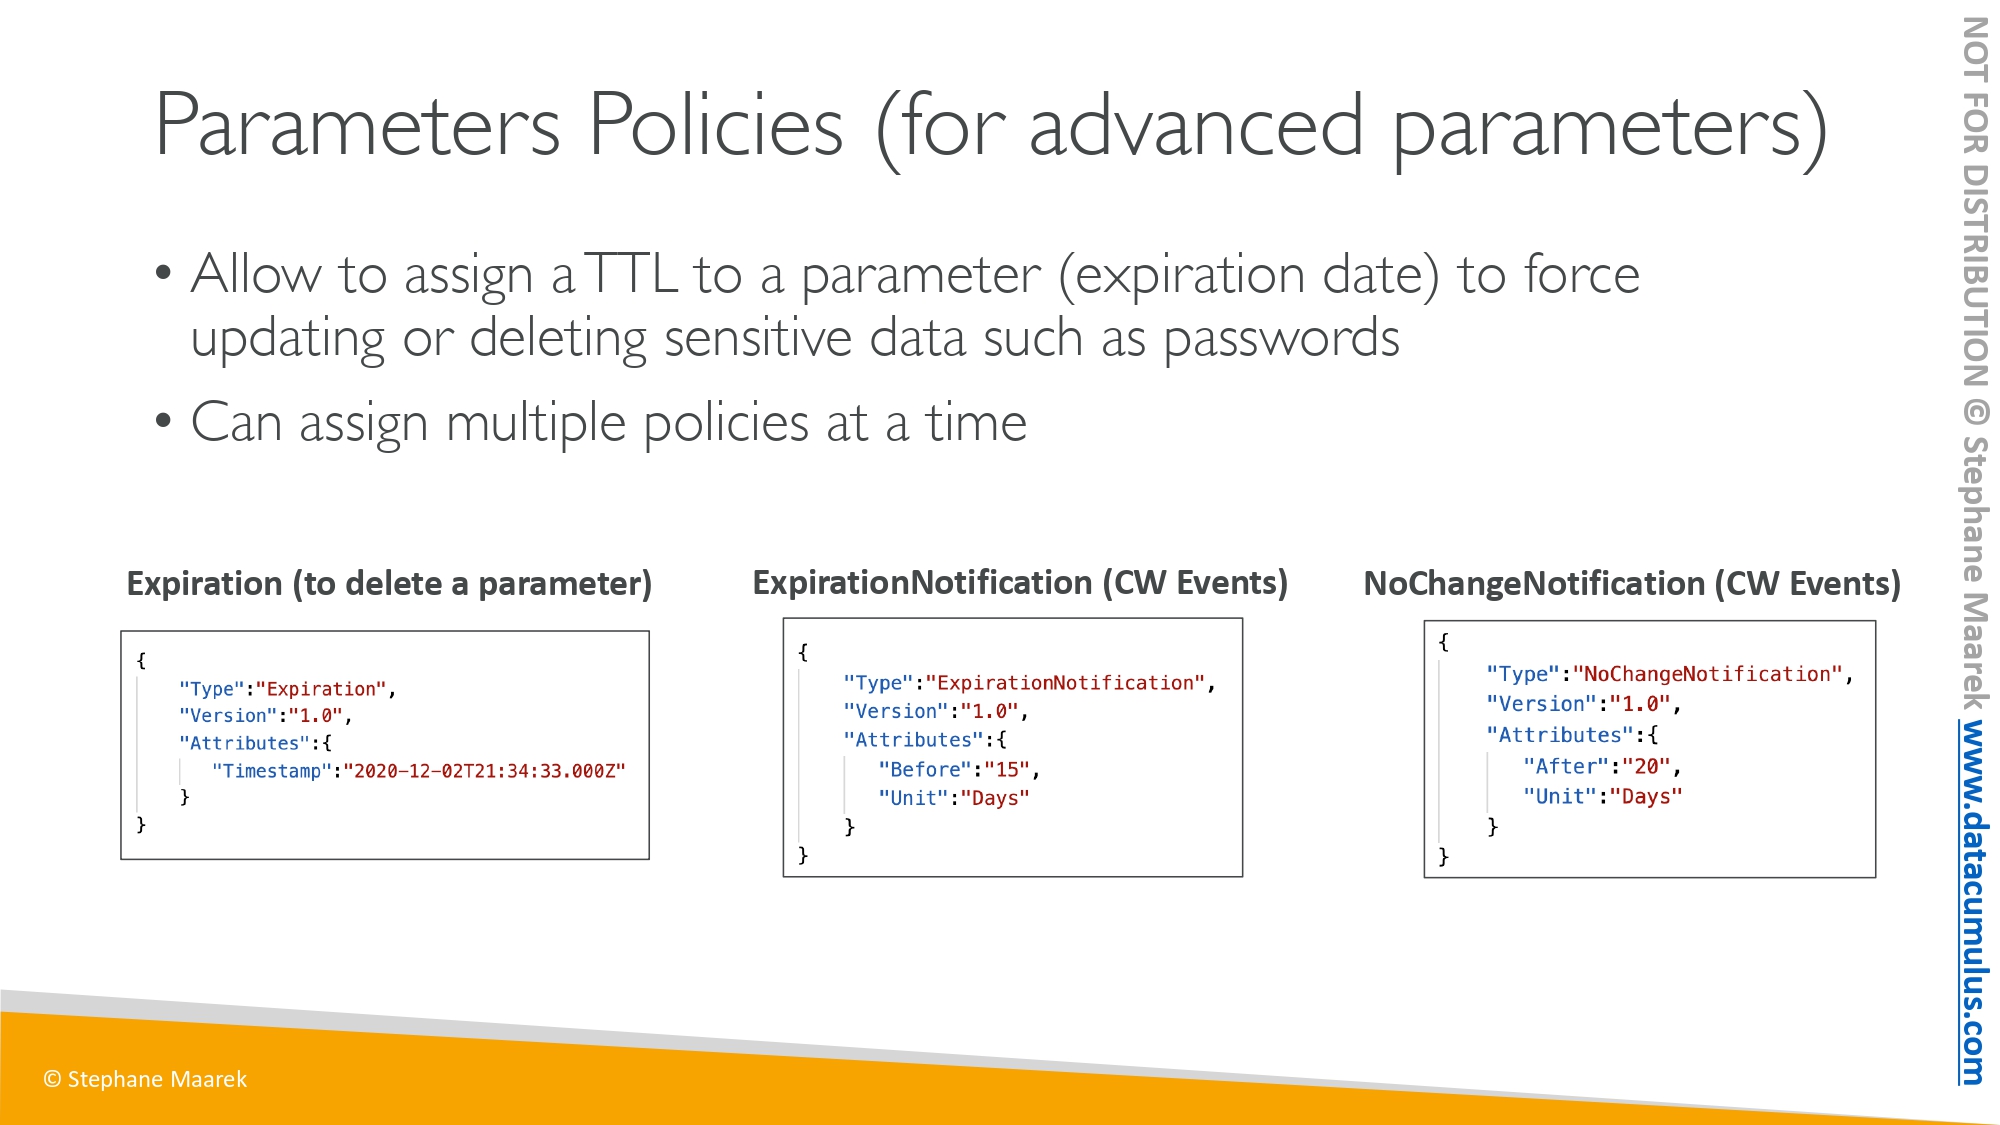 Parameters Policies (for advanced parameters)
• Allow to assign a TTL to a parameter (expiration date) to force
updating or deleting sensitive data such as passwords
• Can assign multiple policies at a time
Expiration (to delete a parameter)
{
"Type":"Expiration",
"Version":"1.0",
"Attributes":{
"Timestamp":"2020-12-02T21:34:33.000Z"
}
}
ExpirationNotification (CW Events)
{
"Type":"ExpirationNotification",
"Version":"1.0",
"Attributes":{
"Before":"15",
"Unit":"Days"
}
}
NoChangeNotification (CW Events)
{
"Type":"NoChangeNotification",
"Version":"1.0",
"Attributes":{
"After":"20",
"Unit":"Days"
}
}
© Stephane Maarek
NOT FOR DISTRIBUTION © Stephane Maarek www.datacumulus.com